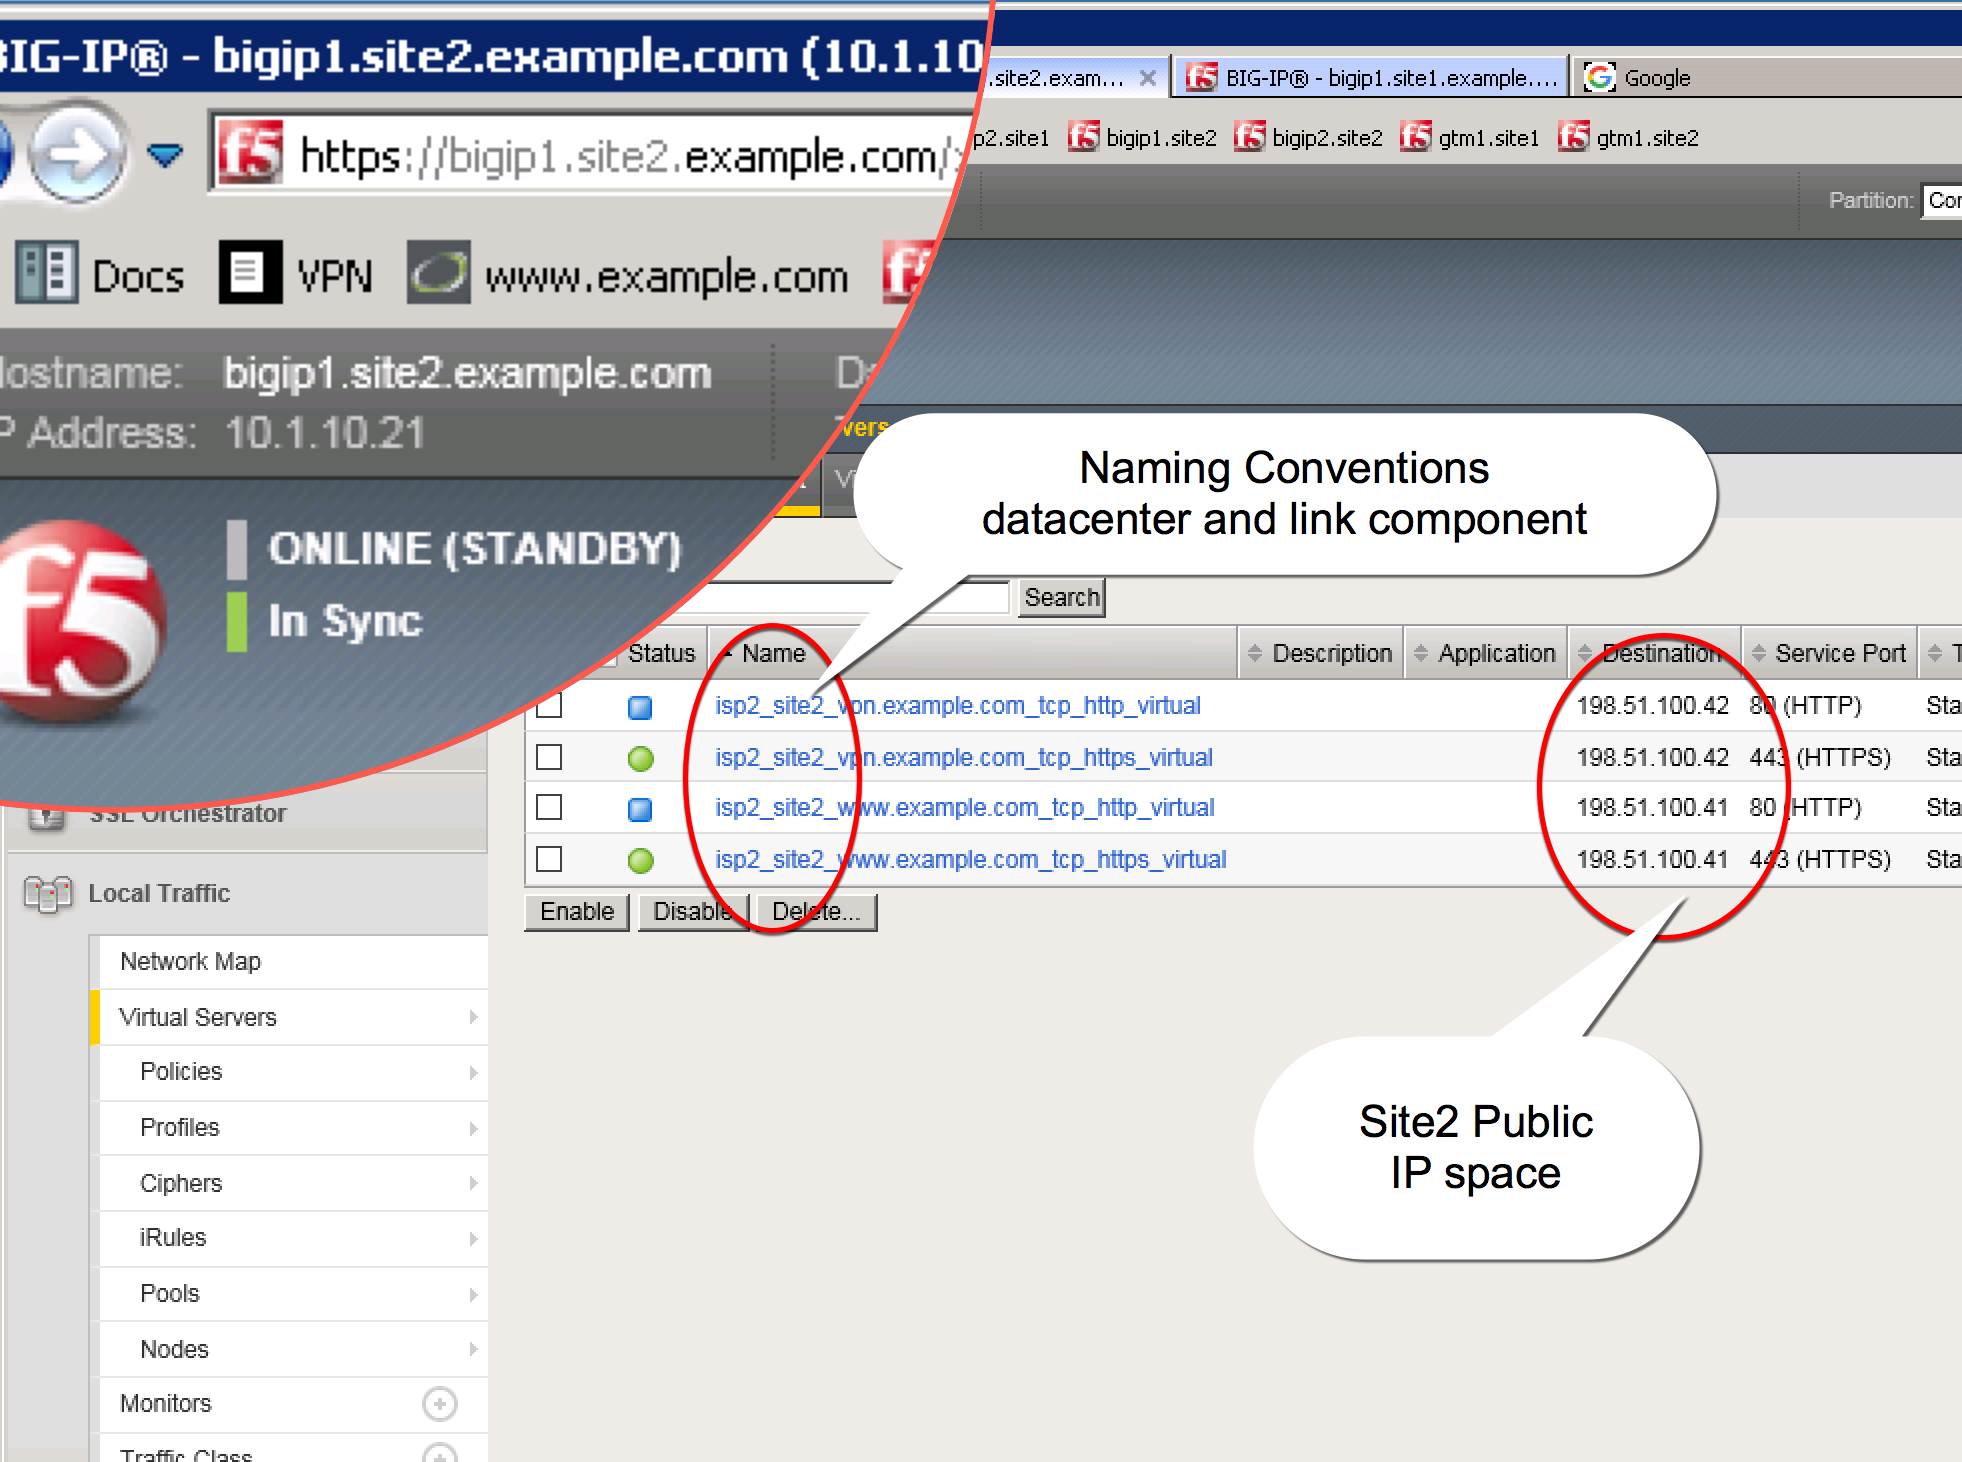 BIG-IP® - bigip1.site2.example.com (10.1.10
.site2.exam...
BIG-IP® - bigip1.site1.example....
Google
https://bigip1.site2.example.com/
p2.site1
bigip1.site2
bigip2.site2
gtm1.site1
gtm1.site2
Docs
VPN
www.example.com
Partition:
Hostname: bigip1.site2.example.com
IP Address: 10.1.10.21
ONLINE (STANDBY)
In Sync
f5
Naming Conventions
datacenter and link component
Search
Status Name Description Application Destination Service Port
isp2_site2_vpn.example.com_tcp_http_virtual 198.51.100.42 80 (HTTP) Sta
isp2_site2_vpn.example.com_tcp_https_virtual 198.51.100.42 443 (HTTPS) Sta
isp2_site2_www.example.com_tcp_http_virtual 198.51.100.41 80 (HTTP) Sta
isp2_site2_www.example.com_tcp_https_virtual 198.51.100.41 443 (HTTPS) Sta
Enable Disable Delete...
Site2 Public
IP space
SSL Orchestrator
Local Traffic
Network Map
Virtual Servers
Policies
Profiles
Ciphers
iRules
Pools
Nodes
Monitors
Traffic Class